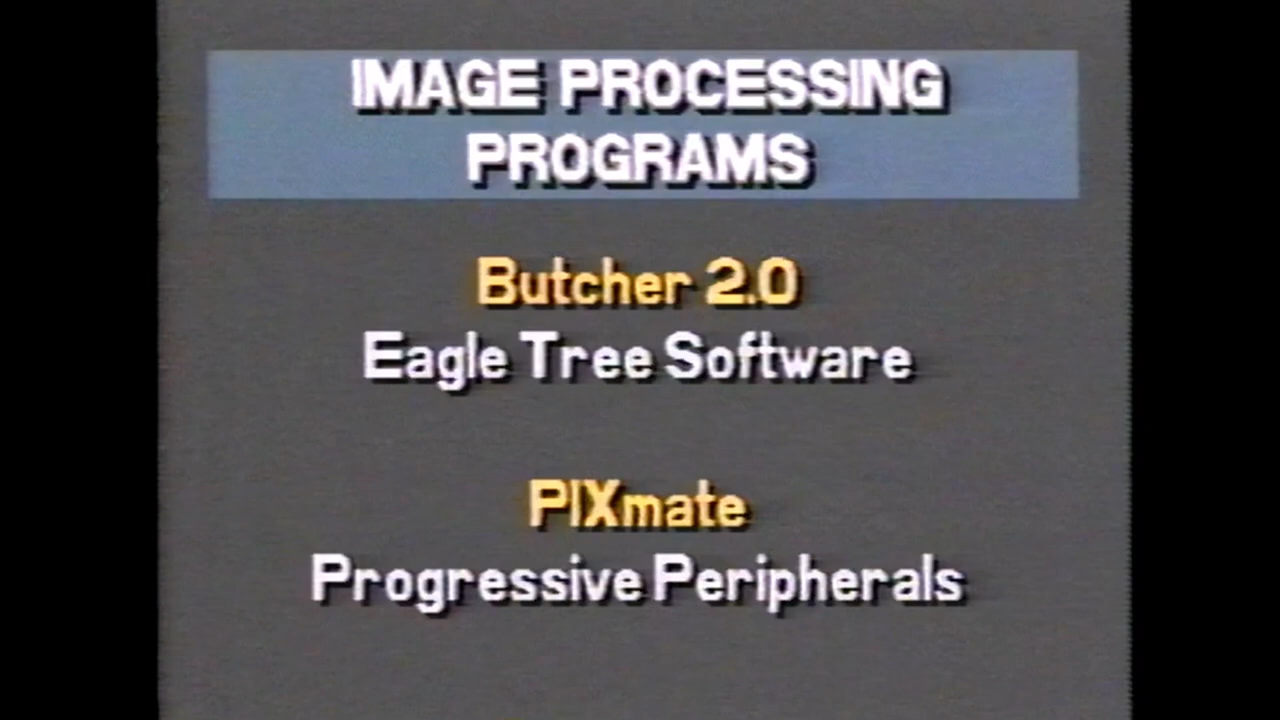 IMAGE PROCESSING
PROGRAMS
Butcher 2.0
Eagle Tree Software
PIXmate
Progressive Peripherals